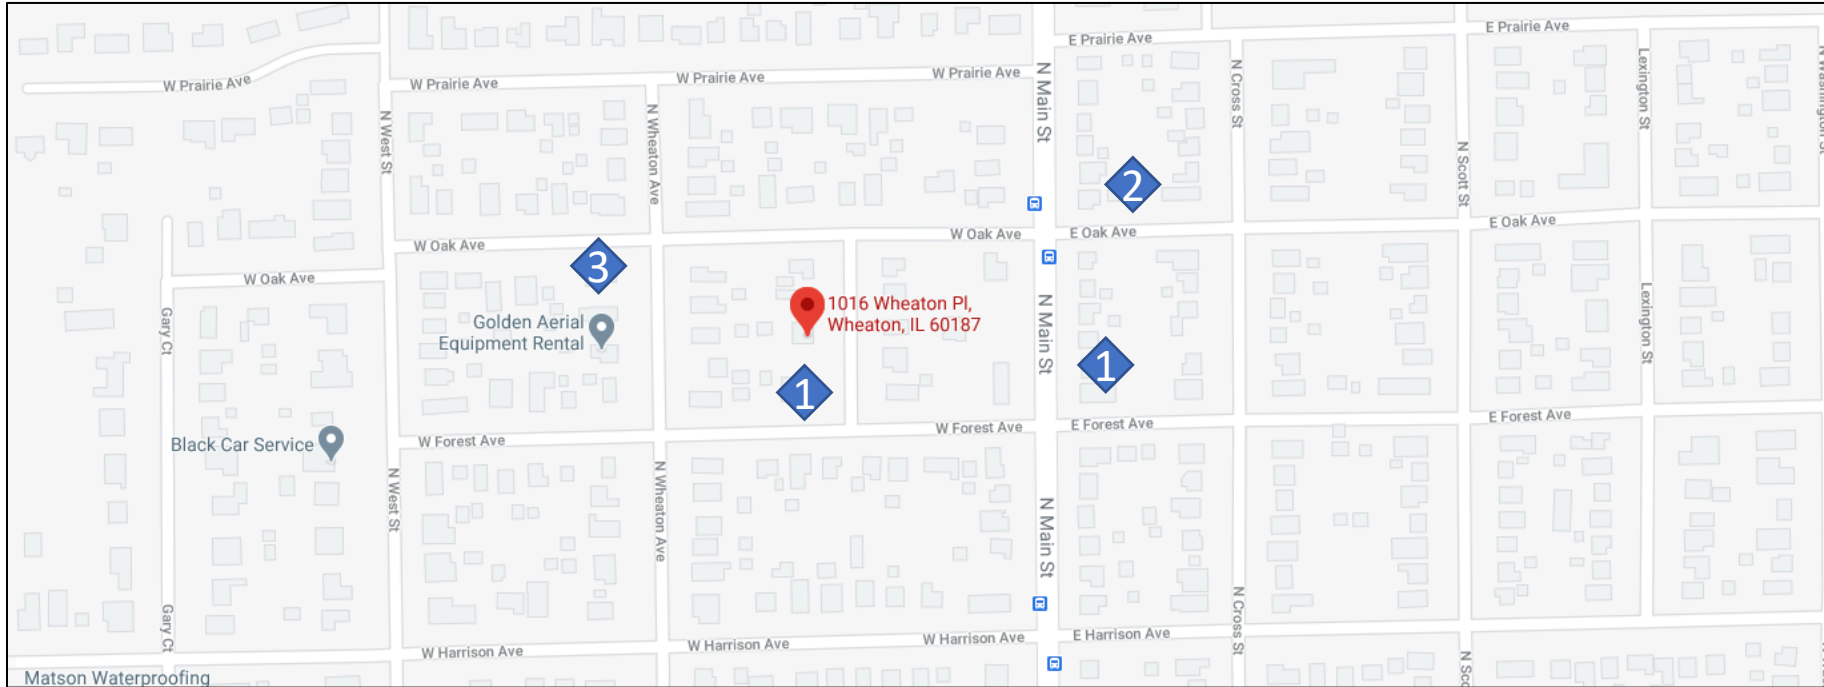 E Prairie Ave
E Prairie Ave
W Prairie Ave
W Prairie Ave
W Prairie Ave
W Prairie Ave
N Main St
N Cross St
Lexington St
N Washington St
N West St
N Wheaton Ave
N Scott St
2
W Oak Ave
W Oak Ave
W Oak Ave
E Oak Ave
E Oak Ave
3
Gary Ct
Golden Aerial
Equipment Rental
1016 Wheaton Pl,
Wheaton, IL 60187
N Main St
Lexington St
1
1
W Forest Ave
W Forest Ave
E Forest Ave
E Forest Ave
Black Car Service
N West St
N Wheaton Ave
N Main St
Gary Ct
N Cross St
W Harrison Ave
W Harrison Ave
W Harrison Ave
E Harrison Ave
Matson Waterproofing